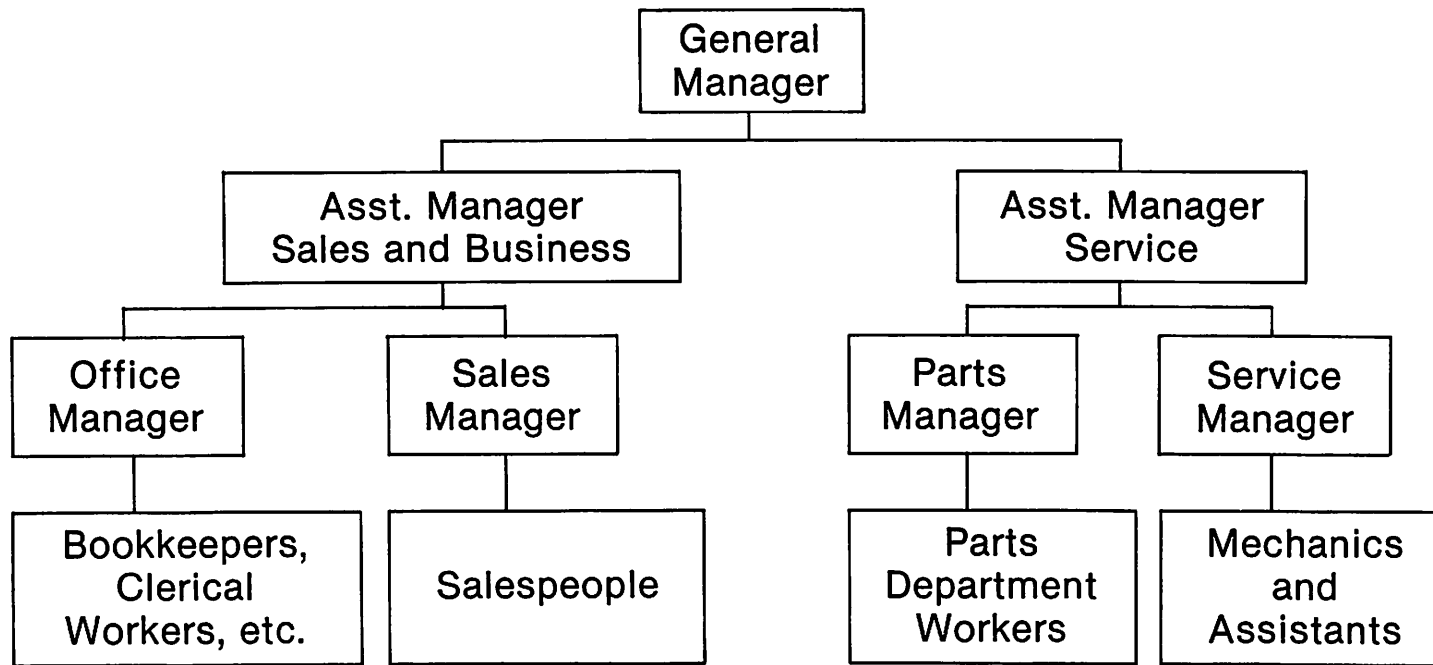 General
Manager
Asst. Manager
Sales and Business
Asst. Manager
Service
Office
Manager
Sales
Manager
Parts
Manager
Service
Manager
Bookkeepers,
Clerical
Workers, etc.
Salespeople
Parts
Department
Workers
Mechanics
and
Assistants